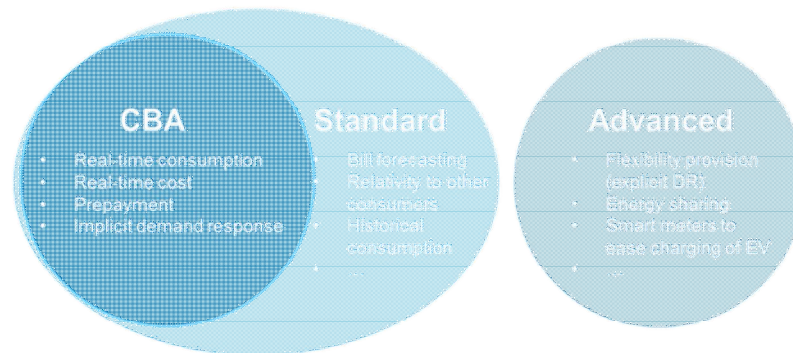 CBA
• Real-time consumption
• Real-time cost
• Prepayment
• Implicit demand response
Standard
• Bill forecasting
• Relativity to other
consumers
• Historical
consumption
• ...
Advanced
• Flexibility provision
(explicit DR)
• Energy sharing
• Smart meters to
ease charging of EV
• ...